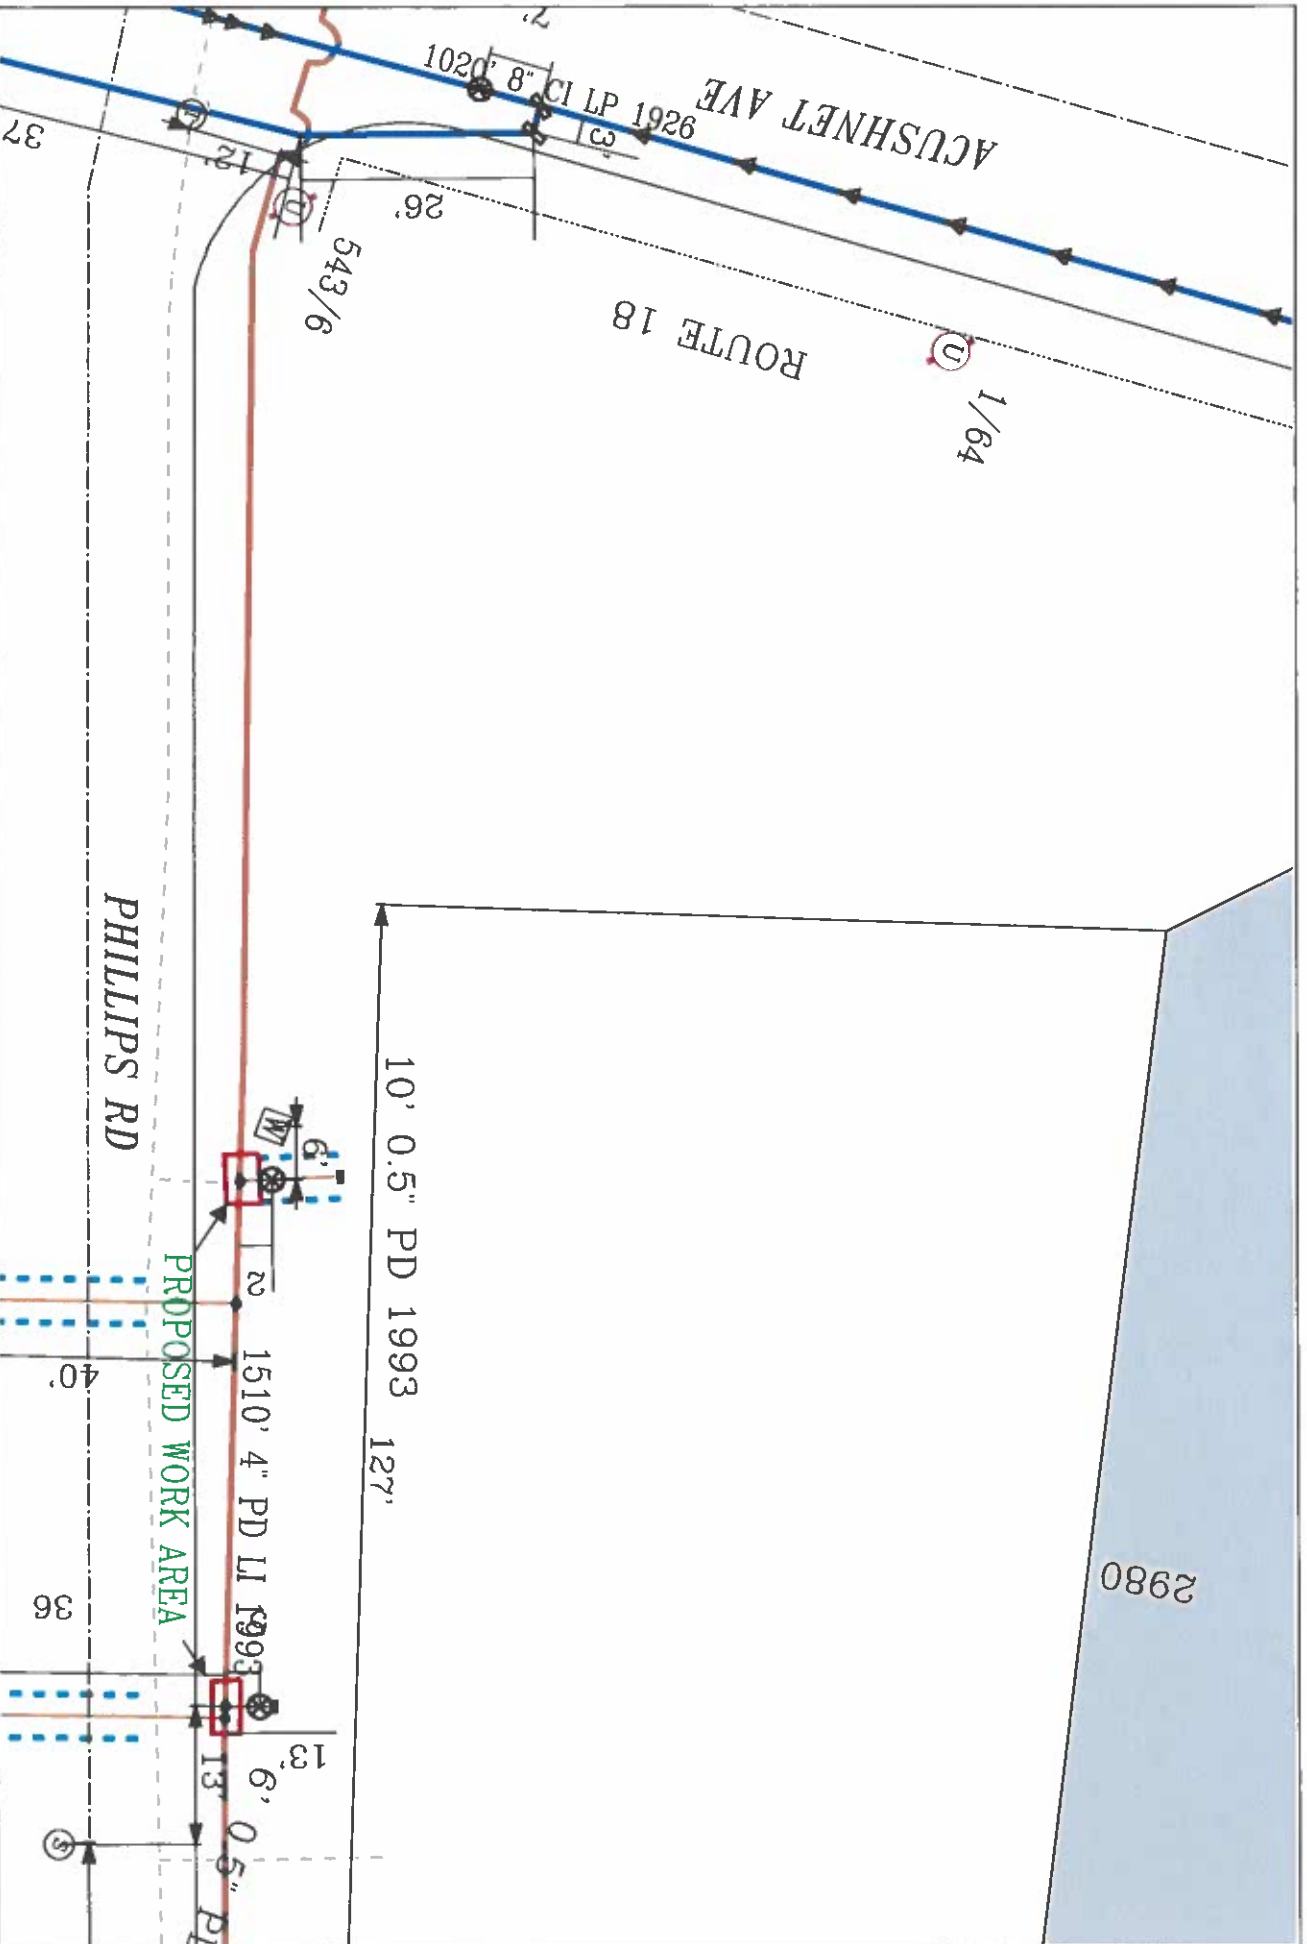 7'
1020' 8" CI LP 1926
ACUSHNET AVE
3'
37
12'
26'
U
543/6
ROUTE 18
U
1/64
PHILLIPS RD
10' 0.5" PD 1993
127'
W
6'
2
PROPOSED WORK AREA
40'
1510' 4" PD LI 1993
2980
36
13'
13'
6' 0.5" P
S